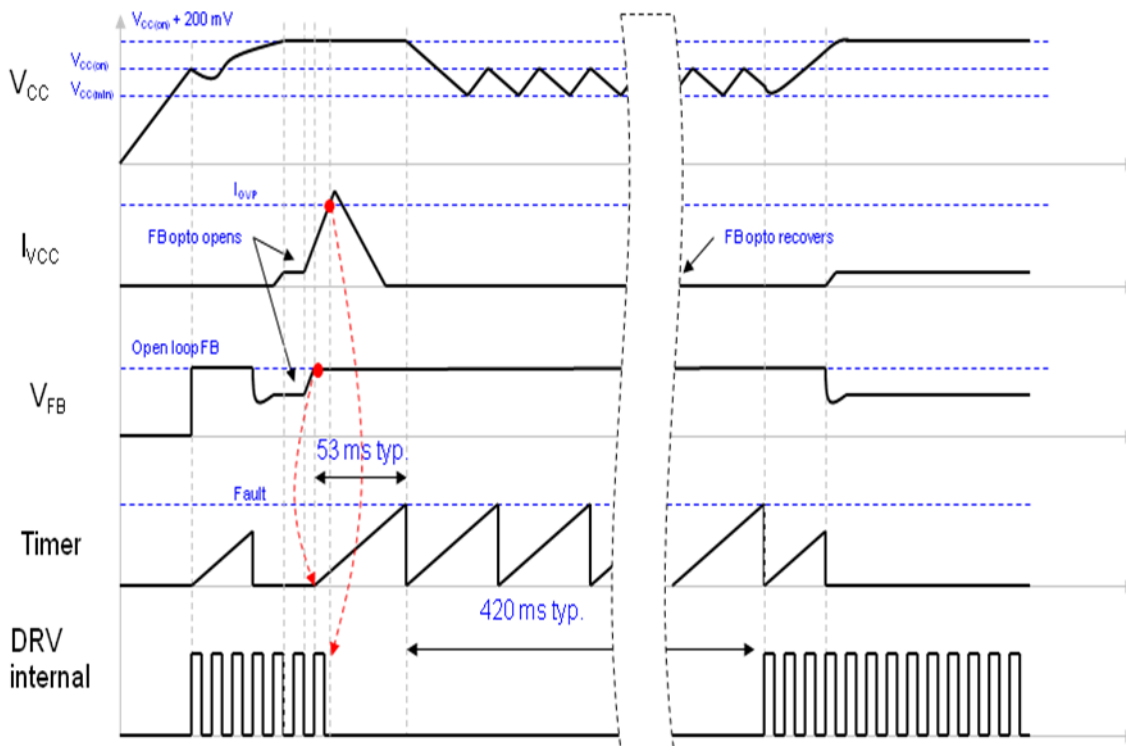 VCC(on) + 200 mV
VCC(on)
VCC
VCC(min)
IOVP
FB opto opens
FB opto recovers
IVCC
Open loop FB
VFB
53 ms typ.
Fault
Timer
420 ms typ.
DRV
internal